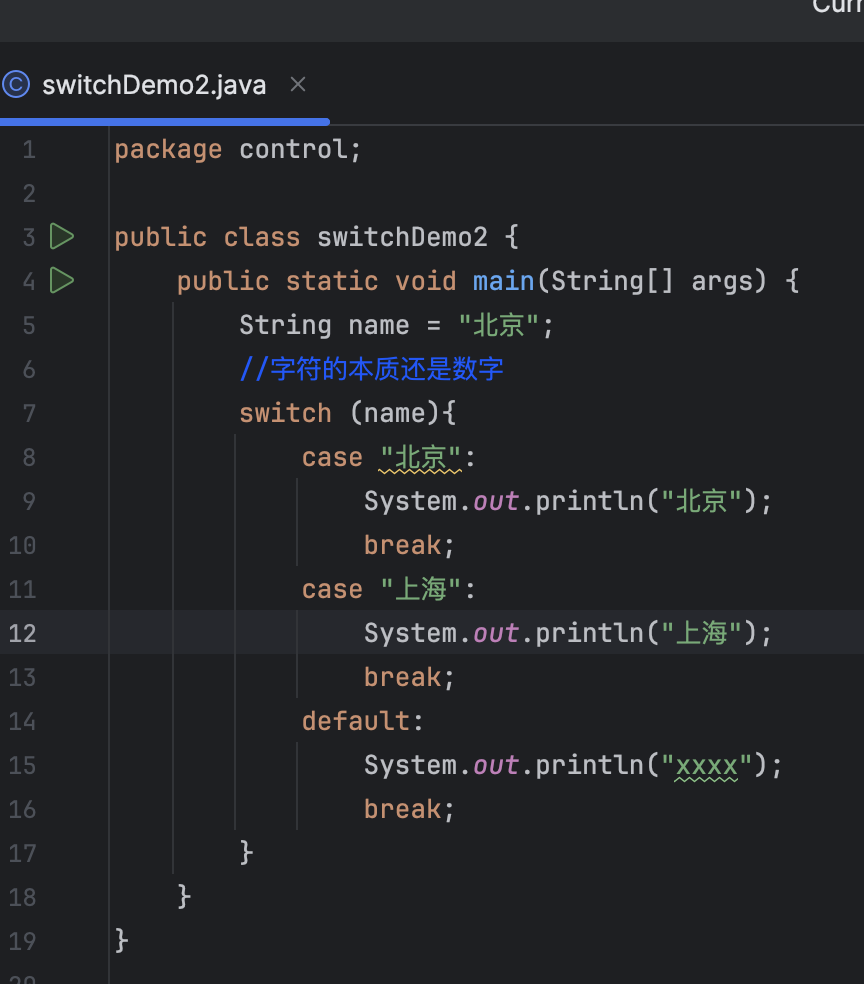 Curr
switchDemo2.java
1 package control;
2
3 public class switchDemo2 {
4 public static void main(String[] args) {
5 String name = "北京";
6 //字符的本质还是数字
7 switch (name){
8 case "北京":
9 System.out.println("北京");
10 break;
11 case "上海":
12 System.out.println("上海");
13 break;
14 default:
15 System.out.println("xxxx");
16 break;
17 }
18 }
19 }
20